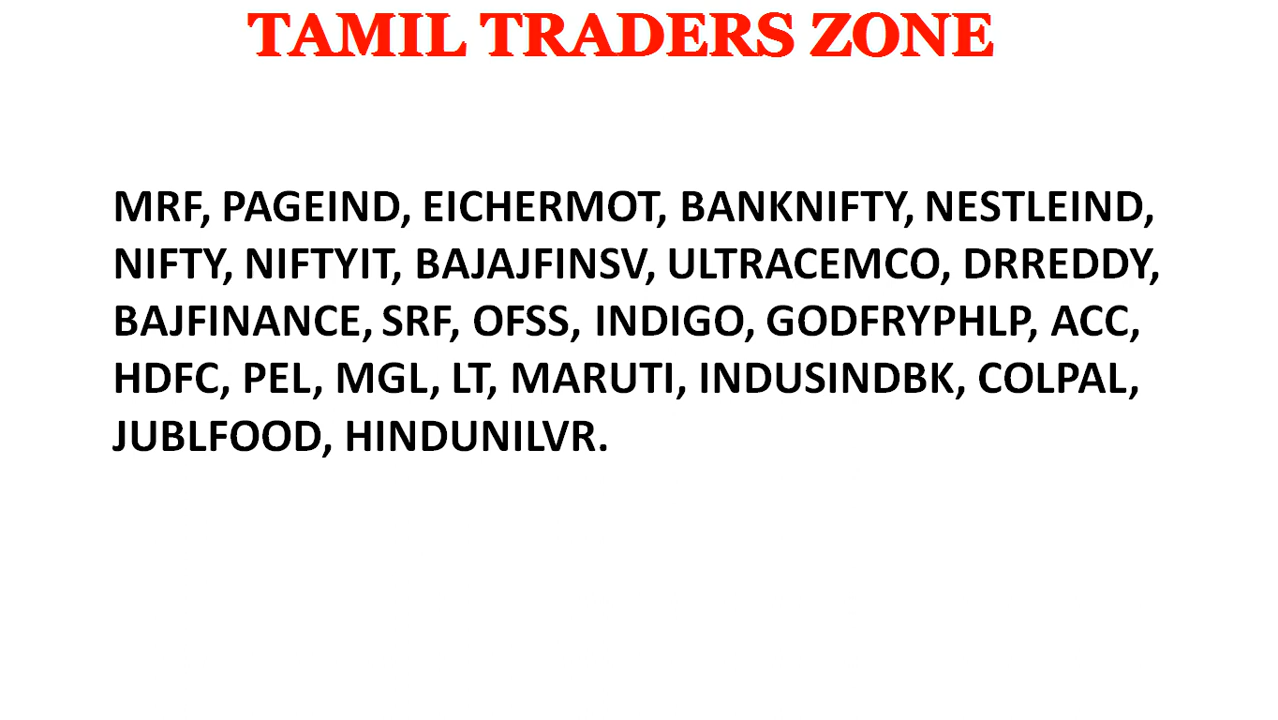 TAMIL TRADERS ZONE
MRF, PAGEIND, EICHERMOT, BANKNIFTY, NESTLEIND,
NIFTY, NIFTYIT, BAJAJFINSV, ULTRACEMCO, DRREDDY,
BAJFINANCE, SRF, OFSS, INDIGO, GODFRYPHLP, ACC,
HDFC, PEL, MGL, LT, MARUTI, INDUSINDBK, COLPAL,
JUBLFOOD, HINDUNILVR.